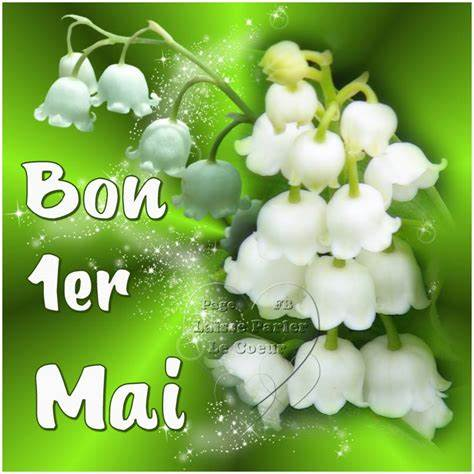 Bon
1er
Mai
Page FB
Laisse Parler
Le Coeur